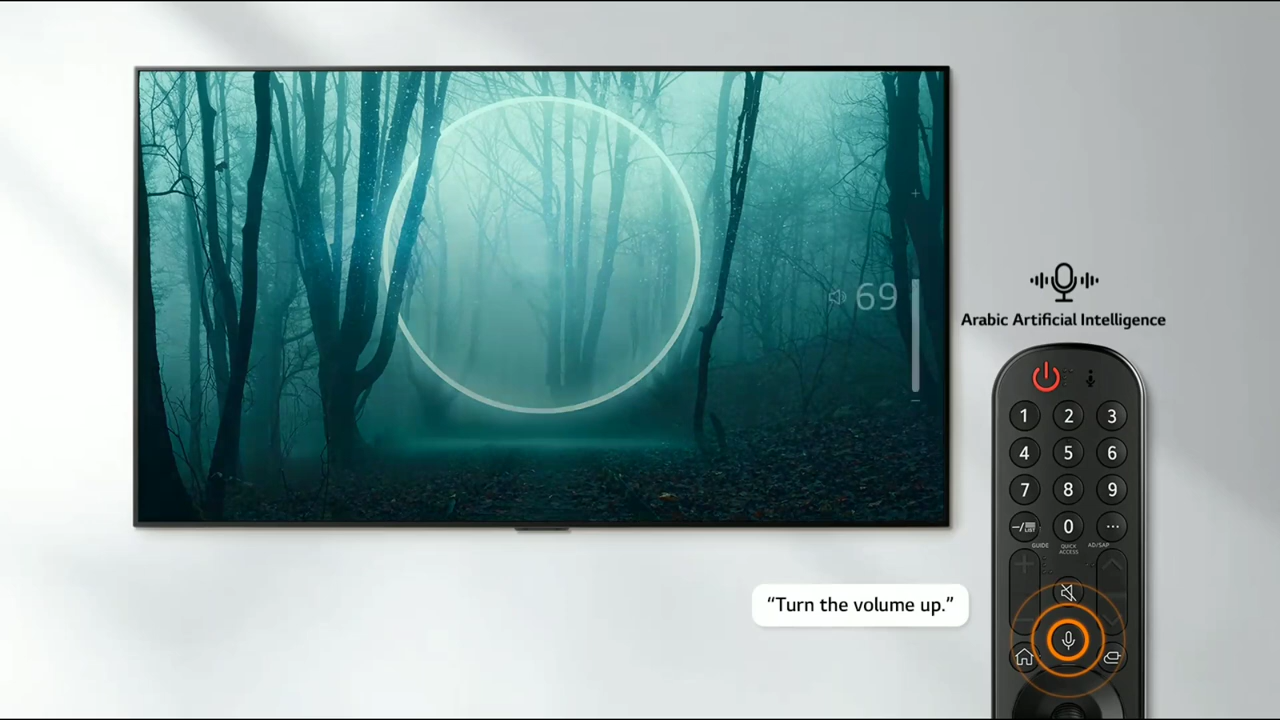 69
Arabic Artificial Intelligence
1 2 3
4 5 6
7 8 9
–/LIST 0 ...
GUIDE QUICK ACCESS AD/SAP
“Turn the volume up.”